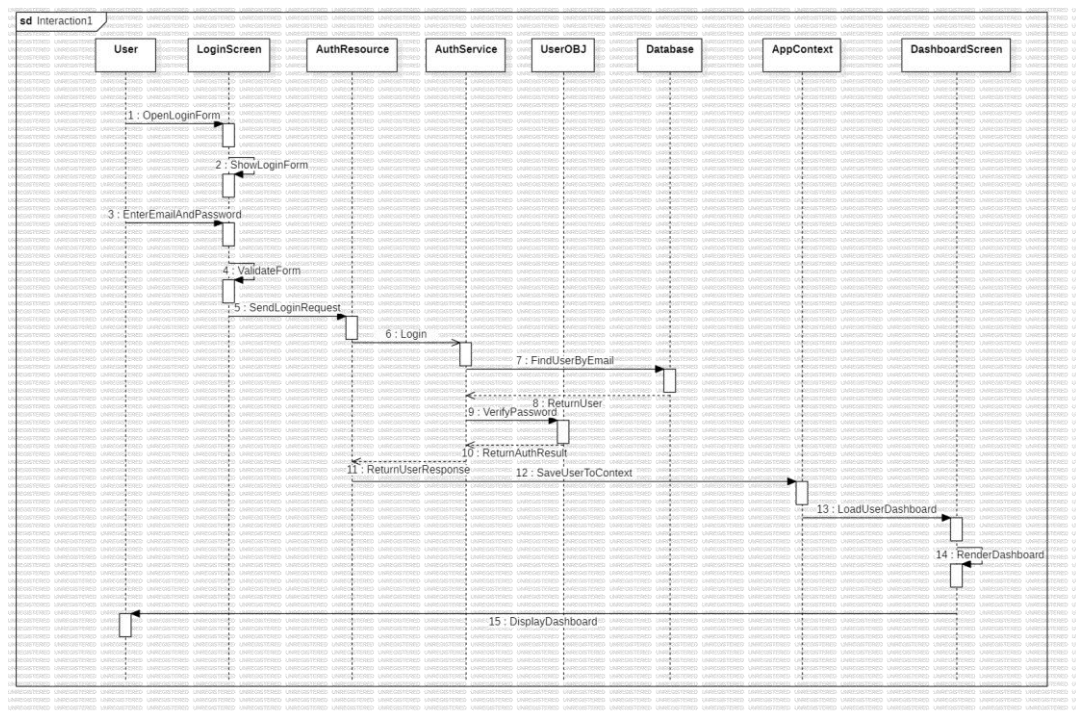 sd Interaction1
User
LoginScreen
AuthResource
AuthService
UserOBJ
Database
AppContext
DashboardScreen
1 : OpenLoginForm
2 : ShowLoginForm
3 : EnterEmailAndPassword
4 : ValidateForm
5 : SendLoginRequest
6 : Login
7 : FindUserByEmail
8 : ReturnUser
9 : VerifyPassword
10 : ReturnAuthResult
11 : ReturnUserResponse
12 : SaveUserToContext
13 : LoadUserDashboard
14 : RenderDashboard
15 : DisplayDashboard
UNREGISTERED